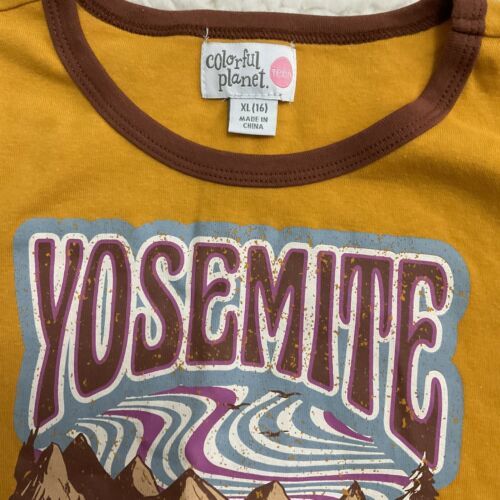 colorful
planet.
TEEN
XL (16)
MADE IN
CHINA
YOSEMITE